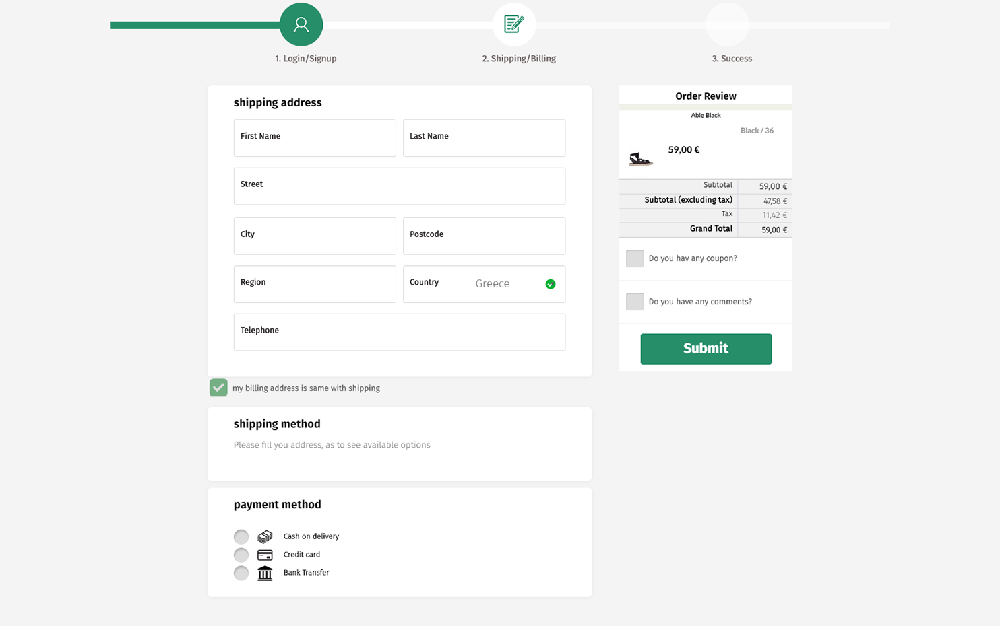 1. Login/Signup
2. Shipping/Billing
3. Success
shipping address
First Name
Last Name
Street
City
Postcode
Region
Country Greece
Telephone
my billing address is same with shipping
shipping method
Please fill you address, as to see available options
payment method
Cash on delivery
Credit card
Bank Transfer
Order Review
Abie Black
Black / 36
59,00 €
Subtotal 59,00 €
Subtotal (excluding tax) 47,58 €
Tax 11,42 €
Grand Total 59,00 €
Do you hav any coupon?
Do you have any comments?
Submit